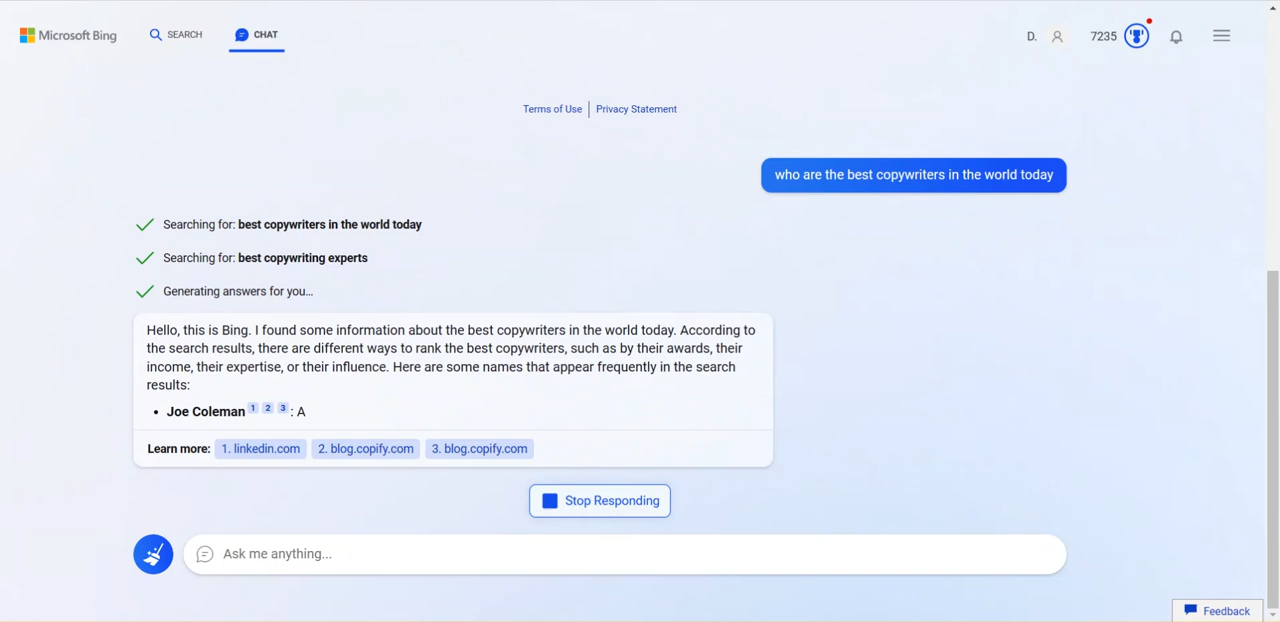 Microsoft Bing SEARCH CHAT D. 7235
Terms of Use Privacy Statement
who are the best copywriters in the world today
Searching for: best copywriters in the world today
Searching for: best copywriting experts
Generating answers for you...
Hello, this is Bing. I found some information about the best copywriters in the world today. According to
the search results, there are different ways to rank the best copywriters, such as by their awards, their
income, their expertise, or their influence. Here are some names that appear frequently in the search
results:
• Joe Coleman 1 2 3 : A
Learn more: 1. linkedin.com 2. blog.copify.com 3. blog.copify.com
Stop Responding
Ask me anything...
Feedback